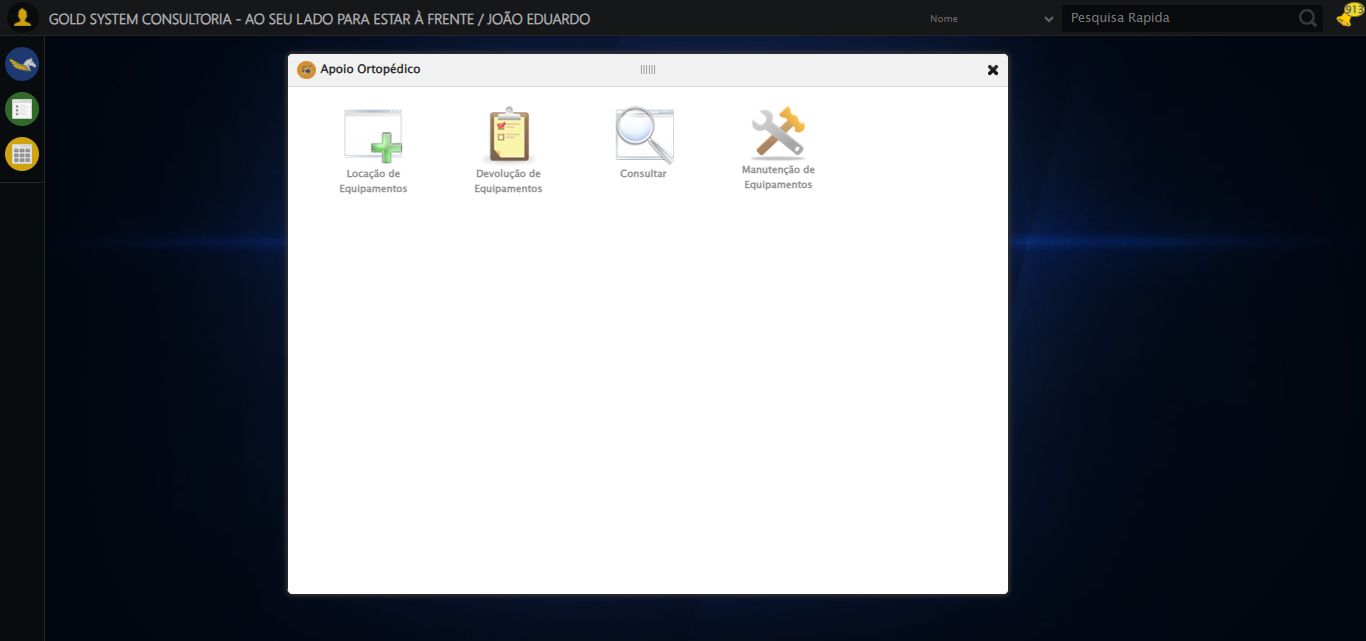 GOLD SYSTEM CONSULTORIA - AO SEU LADO PARA ESTAR À FRENTE / JOÃO EDUARDO
Nome
Pesquisa Rapida
913
Apoio Ortopédico
Locação de
Equipamentos
Devolução de
Equipamentos
Consultar
Manutenção de
Equipamentos